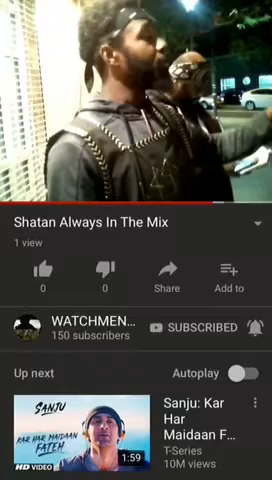 Shatan Always In The Mix
1 view
0
0
Share
Add to
WATCHMEN...
150 subscribers
SUBSCRIBED
Up next
Autoplay
SANJU
KAR HAR MAIDAAN
FATEH
HD VIDEO
1:59
Sanju: Kar
Har
Maidaan F...
T-Series
10M views